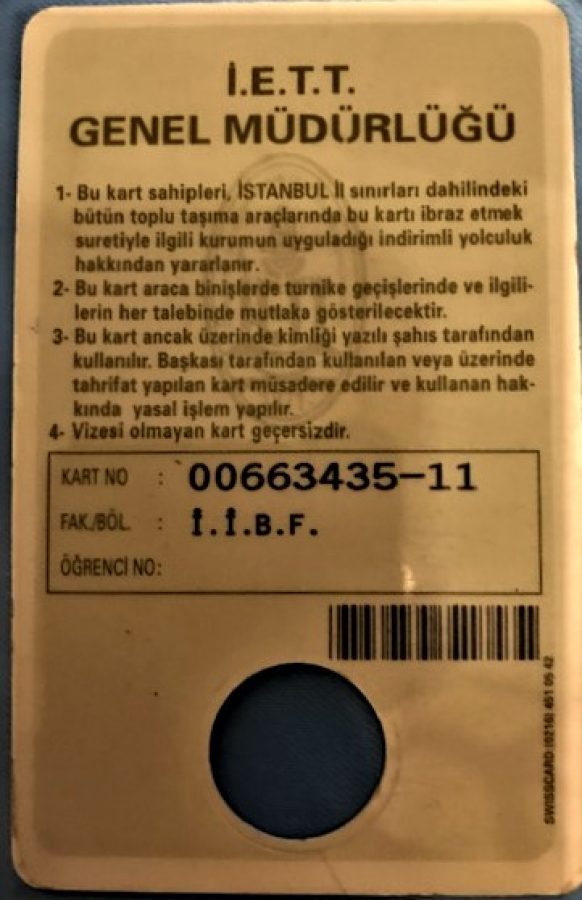 İ.E.T.T.
GENEL MÜDÜRLÜĞÜ
1- Bu kart sahipleri, İSTANBUL İl sınırları dahilindeki
bütün toplu taşıma araçlarında bu kartı ibraz etmek
suretiyle ilgili kurumun uyguladığı indirimli yolculuk
hakkından yararlanır.
2- Bu kart araca binişlerde turnike geçişlerinde ve ilgili-
lerin her talebinde mutlaka gösterilecektir.
3- Bu kart ancak üzerinde kimliği yazılı şahıs tarafından
kullanılır. Başkası tarafından kullanılan veya üzerinde
tahrifat yapılan kart müsadere edilir ve kullanan hak-
kında yasal işlem yapılır.
4- Vizesi olmayan kart geçersizdir.
KART NO : 00663435-11
FAK./BÖL. : İ.İ.B.F.
ÖĞRENCİ NO:
SWISSCARD (0216) 451 05 42